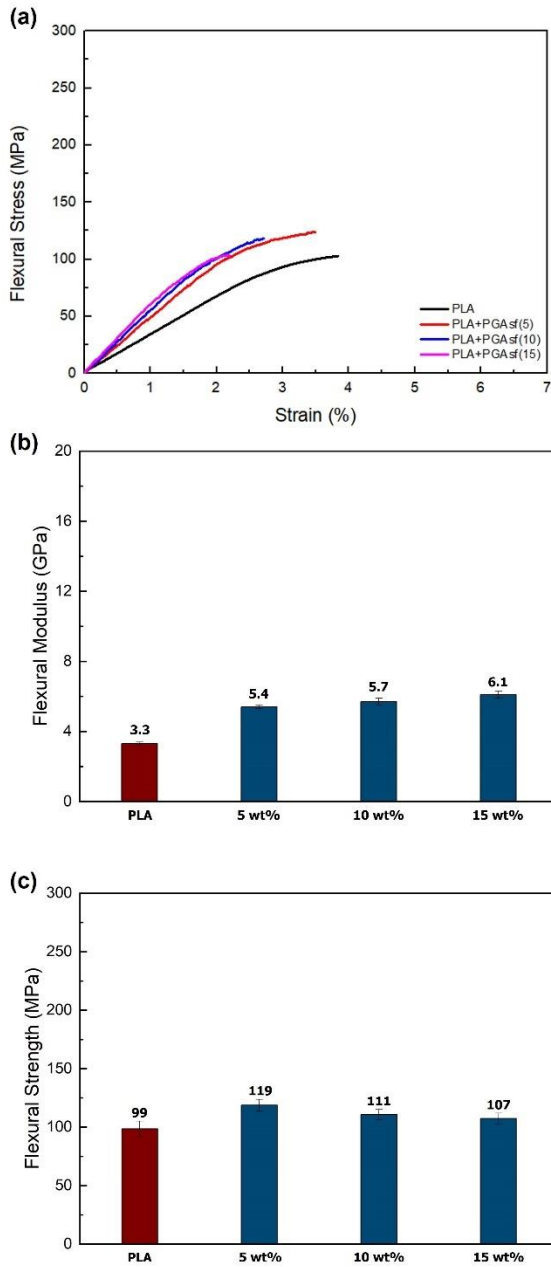 (a)
300
250
200
150
100
50
0
Flexural Stress (MPa)
PLA
PLA+PGAsf(5)
PLA+PGAsf(10)
PLA+PGAsf(15)
0 1 2 3 4 5 6 7
Strain (%)
(b)
20
16
12
8
4
0
Flexural Modulus (GPa)
3.3
5.4
5.7
6.1
PLA 5 wt% 10 wt% 15 wt%
(c)
300
250
200
150
100
50
0
Flexural Strength (MPa)
99
119
111
107
PLA 5 wt% 10 wt% 15 wt%